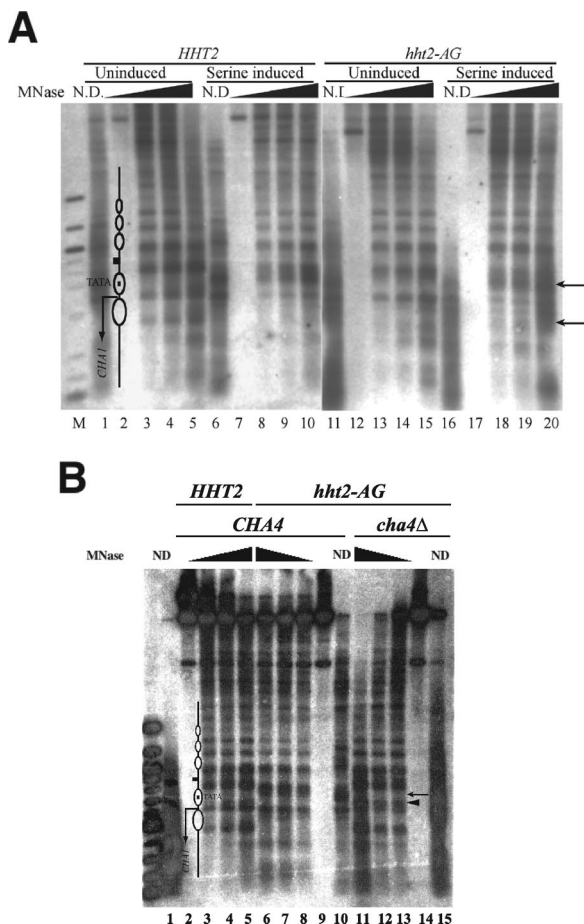 A
HHT2 hht2-AG
Uninduced Serine induced Uninduced Serine induced
MNase N.D. N.D N.D N.D
TATA
CHA1
M 1 2 3 4 5 6 7 8 9 10 11 12 13 14 15 16 17 18 19 20
B
HHT2 hht2-AG
CHA4 cha4Δ
MNase ND ND ND
TATA
CHA1
1 2 3 4 5 6 7 8 9 10 11 12 13 14 15